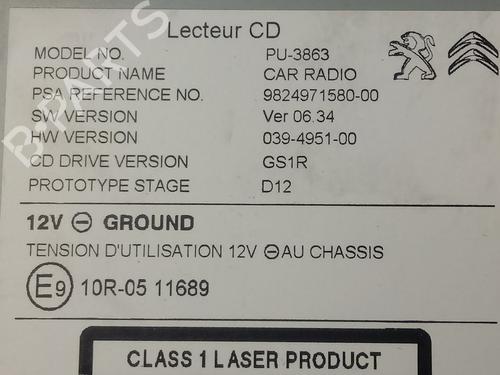 Lecteur CD
MODEL NO. PU-3863
PRODUCT NAME CAR RADIO
PSA REFERENCE NO. 9824971580-00
SW VERSION Ver 06.34
HW VERSION 039-4951-00
CD DRIVE VERSION GS1R
PROTOTYPE STAGE D12
12V ⊖ GROUND
TENSION D'UTILISATION 12V ⊖AU CHASSIS
E9 10R-05 11689
CLASS 1 LASER PRODUCT
B-PARTS